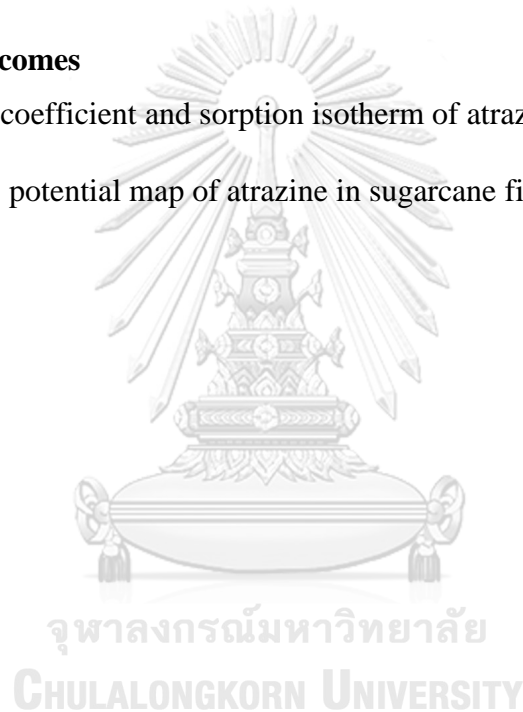 comes
coefficient and sorption isotherm of atraz
potential map of atrazine in sugarcane fi
จุฬาลงกรณ์มหาวิทยาลัย
CHULALONGKORN UNIVERSITY